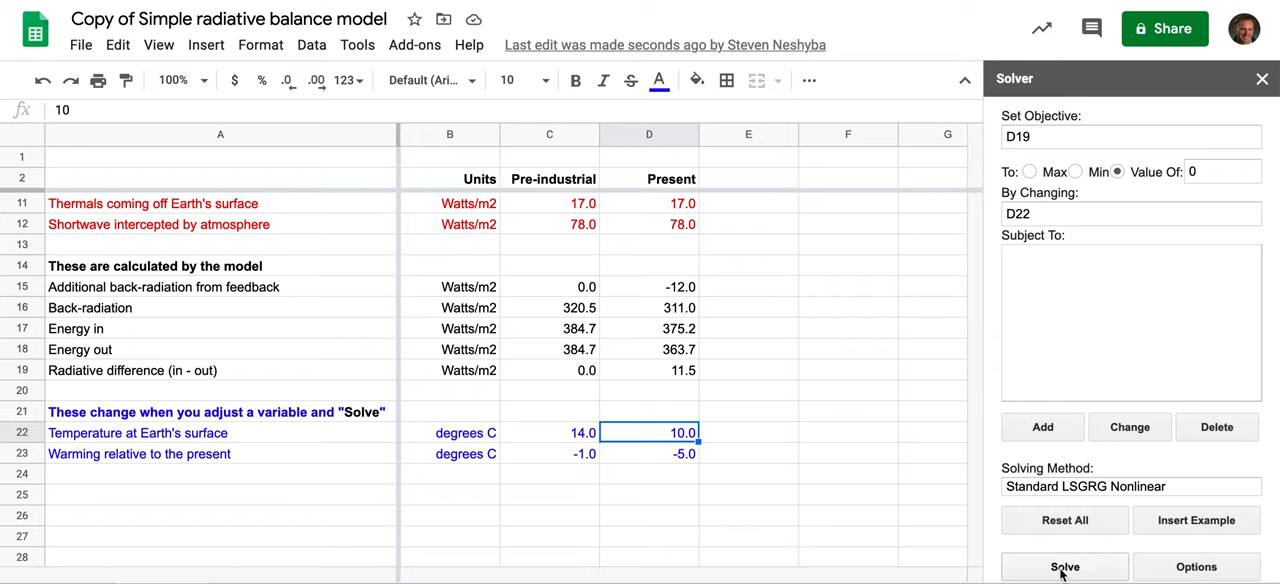 Copy of Simple radiative balance model
File Edit View Insert Format Data Tools Add-ons Help Last edit was made seconds ago by Steven Neshyba
Share
100% $ % .0 .00 123 Default (Ari... 10 B I S A
fx 10
A B C D E F G
1
2 Units Pre-industrial Present
11 Thermals coming off Earth's surface Watts/m2 17.0 17.0
12 Shortwave intercepted by atmosphere Watts/m2 78.0 78.0
13
14 These are calculated by the model
15 Additional back-radiation from feedback Watts/m2 0.0 -12.0
16 Back-radiation Watts/m2 320.5 311.0
17 Energy in Watts/m2 384.7 375.2
18 Energy out Watts/m2 384.7 363.7
19 Radiative difference (in - out) Watts/m2 0.0 11.5
20
21 These change when you adjust a variable and "Solve"
22 Temperature at Earth's surface degrees C 14.0 10.0
23 Warming relative to the present degrees C -1.0 -5.0
24
25
26
27
28
Solver
Set Objective:
D19
To: Max Min Value Of: 0
By Changing:
D22
Subject To:
Add Change Delete
Solving Method:
Standard LSGRG Nonlinear
Reset All Insert Example
Solve Options